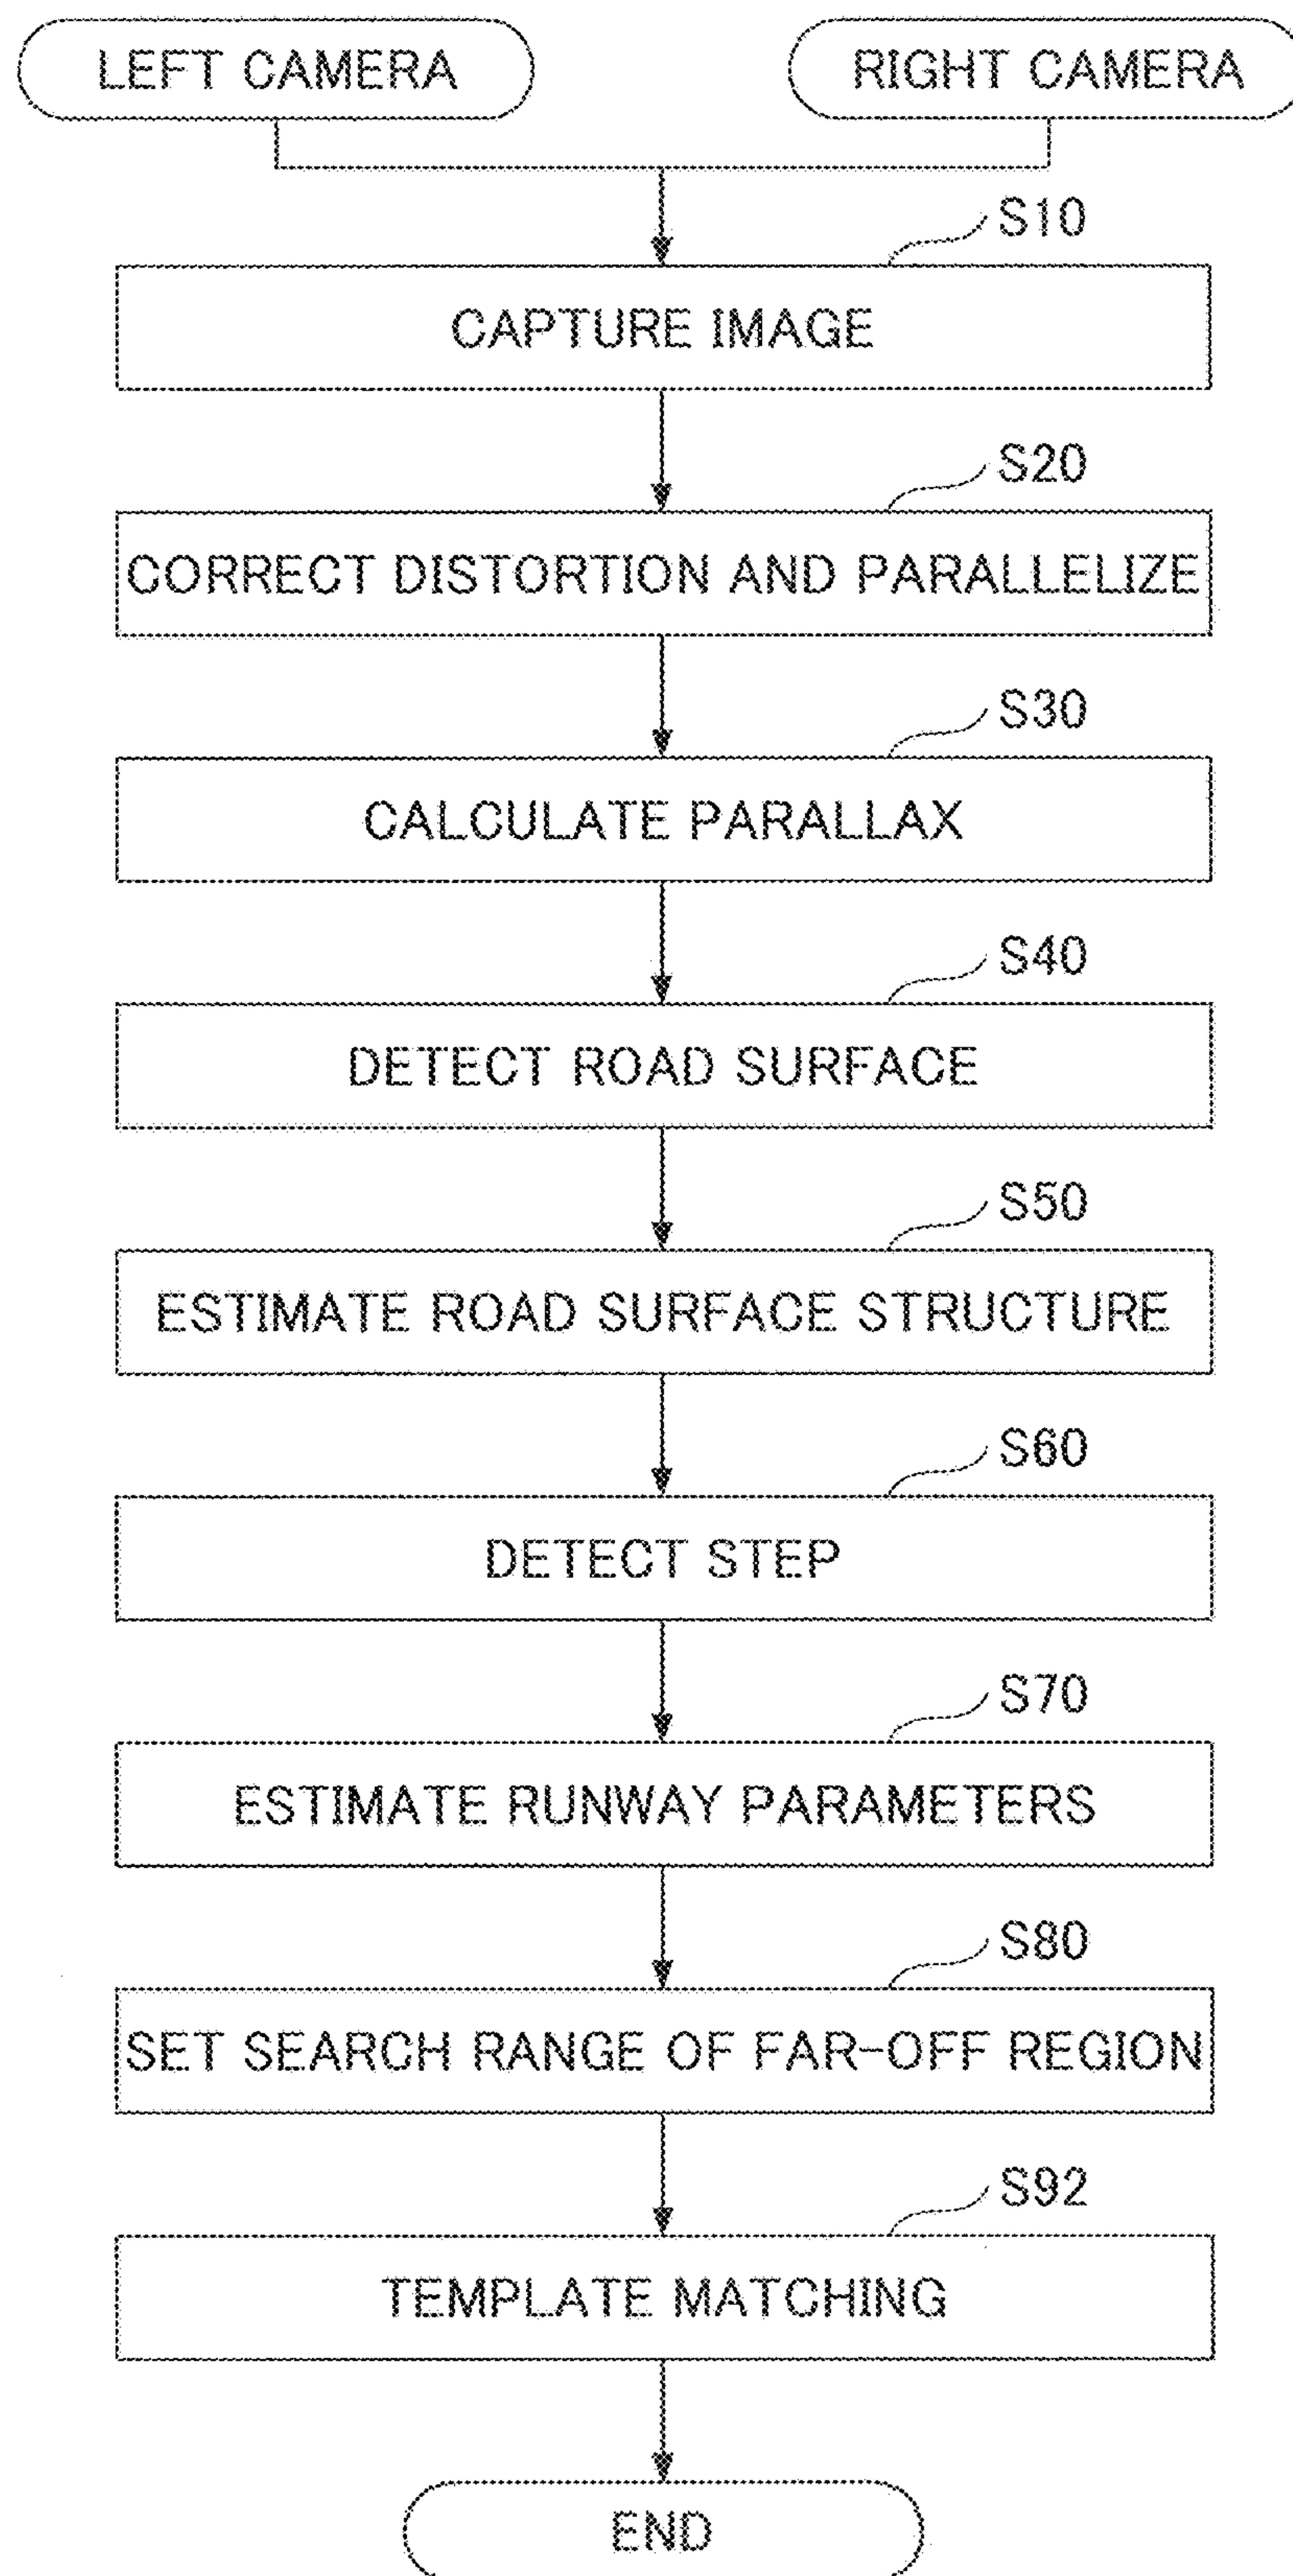 LEFT CAMERA
RIGHT CAMERA
S10
CAPTURE IMAGE
S20
CORRECT DISTORTION AND PARALLELIZE
S30
CALCULATE PARALLAX
S40
DETECT ROAD SURFACE
S50
ESTIMATE ROAD SURFACE STRUCTURE
S60
DETECT STEP
S70
ESTIMATE RUNWAY PARAMETERS
S80
SET SEARCH RANGE OF FAR-OFF REGION
S92
TEMPLATE MATCHING
END